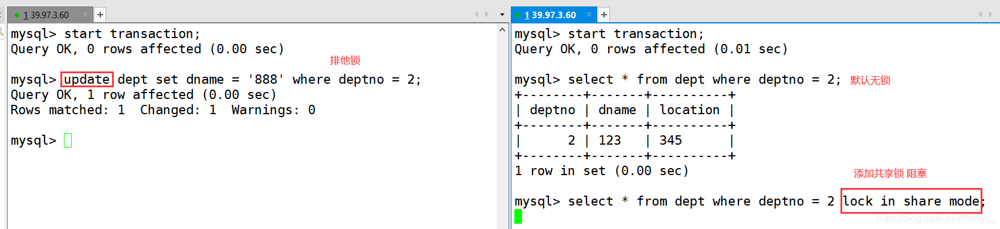 1 39.97.3.60
mysql> start transaction;
Query OK, 0 rows affected (0.00 sec)
排他锁
mysql> update dept set dname = '888' where deptno = 2;
Query OK, 1 row affected (0.00 sec)
Rows matched: 1  Changed: 1  Warnings: 0
mysql>
1 39.97.3.60
mysql> start transaction;
Query OK, 0 rows affected (0.01 sec)
mysql> select * from dept where deptno = 2; 默认无锁
+--------+-------+----------+
| deptno | dname | location |
+--------+-------+----------+
|      2 | 123   | 345      |
+--------+-------+----------+
1 row in set (0.00 sec)
添加共享锁 阻塞
mysql> select * from dept where deptno = 2 lock in share mode;
https://blog.csdn.net/Rringo_